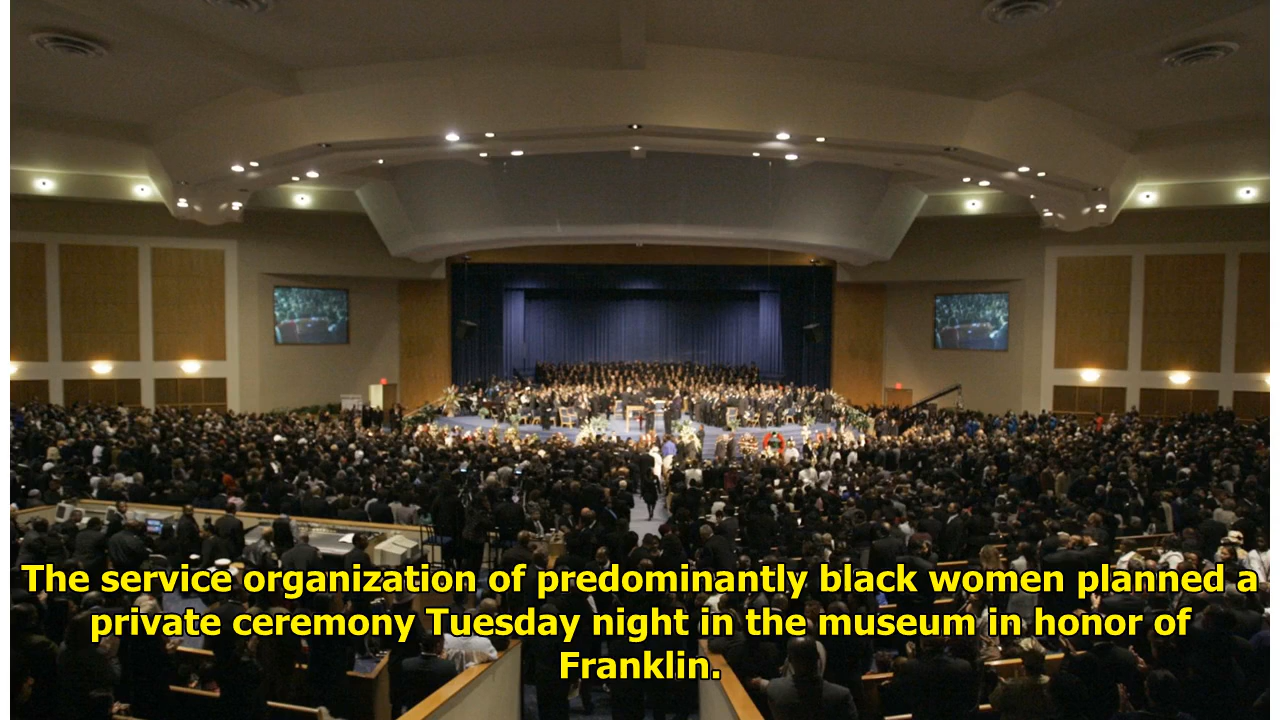 The service organization of predominantly black women planned a
private ceremony Tuesday night in the museum in honor of
Franklin.